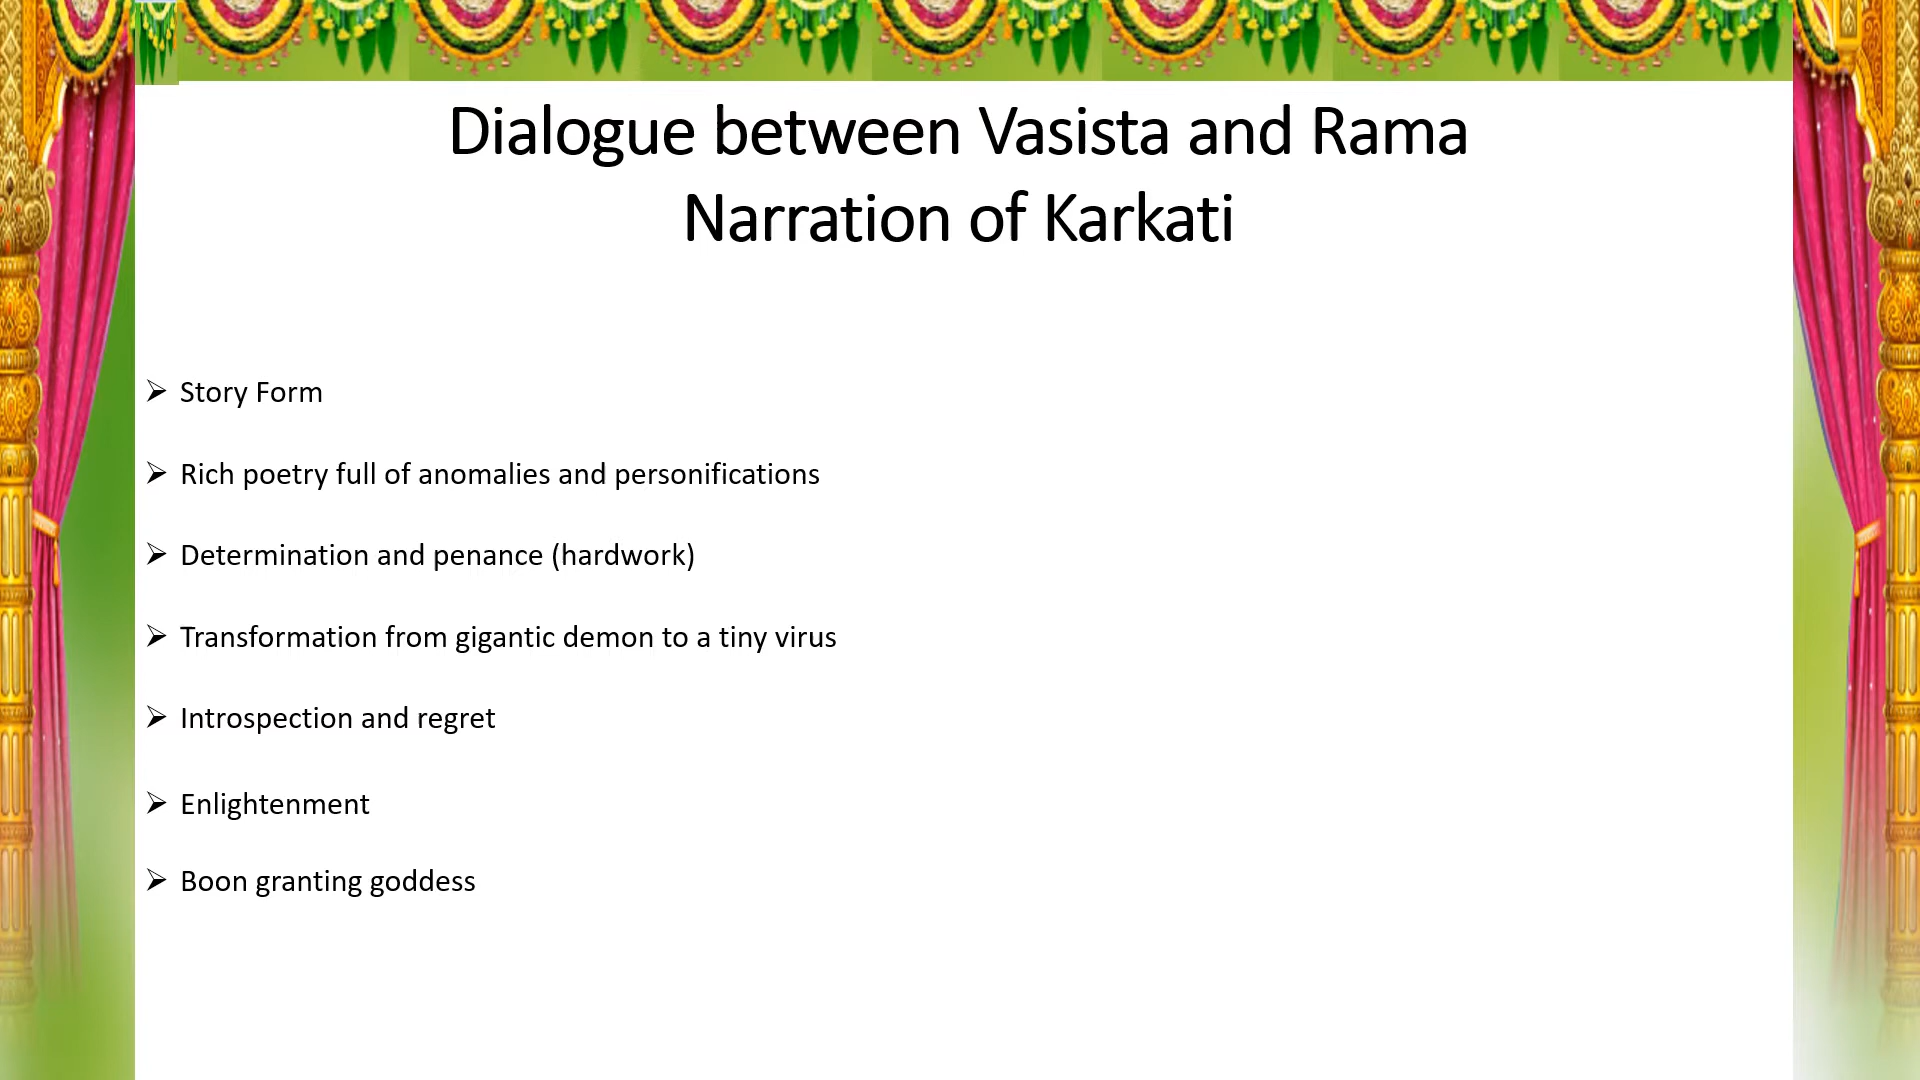 Dialogue between Vasista and Rama
Narration of Karkati
➢ Story Form
➢ Rich poetry full of anomalies and personifications
➢ Determination and penance (hardwork)
➢ Transformation from gigantic demon to a tiny virus
➢ Introspection and regret
➢ Enlightenment
➢ Boon granting goddess